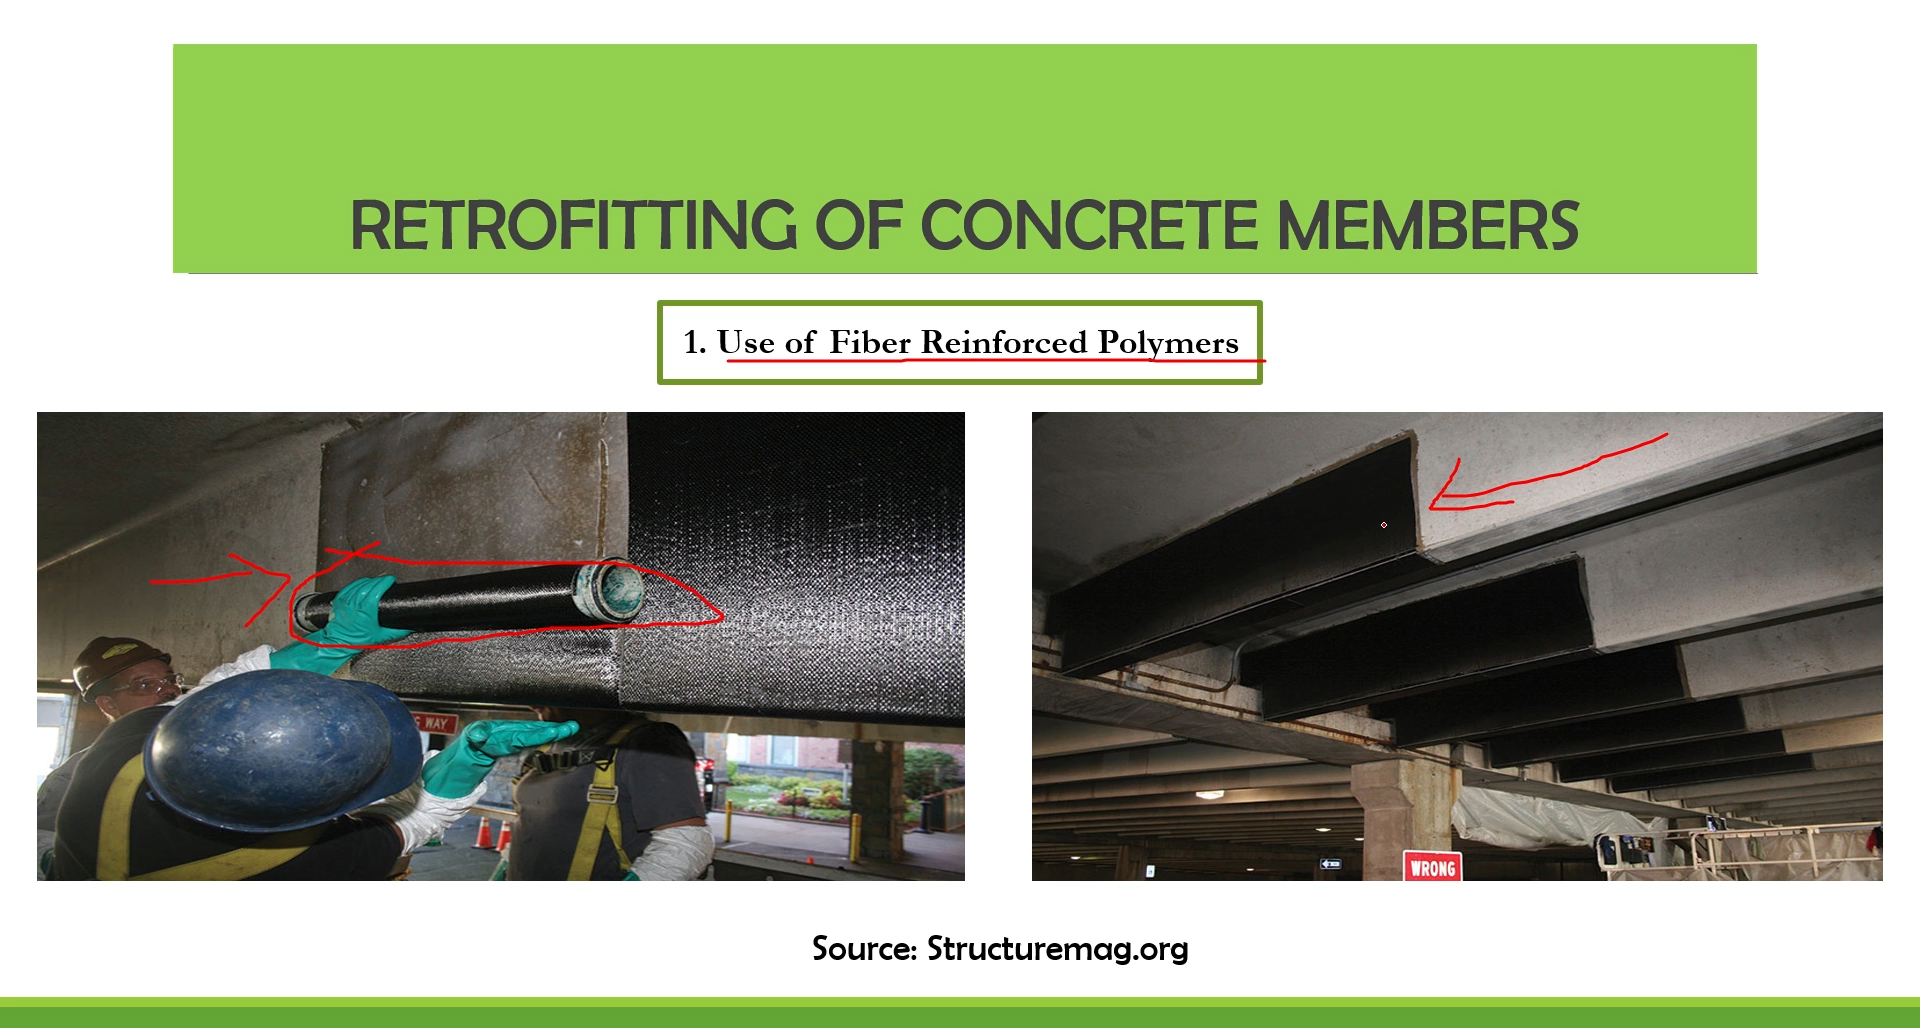 RETROFITTING OF CONCRETE MEMBERS
1. Use of Fiber Reinforced Polymers
WAY
WRONG
Source: Structuremag.org